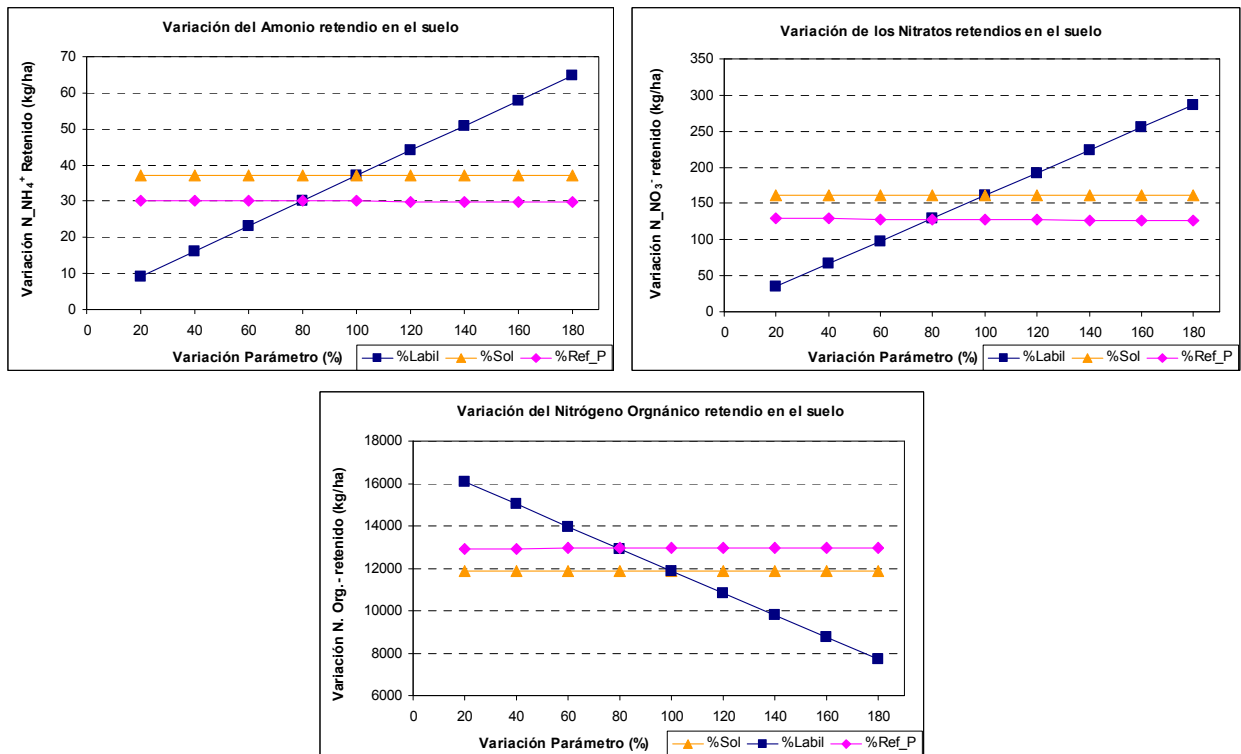 Variación del Amonio retendio en el suelo
Variación N_NH₄⁺ Retenido (kg/ha)
70
60
50
40
30
20
10
0
0 20 40 60 80 100 120 140 160 180
Variación Parámetro (%)
%Labil %Sol %Ref_P
Variación de los Nitratos retendios en el suelo
Variación N_NO₃⁻ retenido (kg/ha)
350
300
250
200
150
100
50
0
0 20 40 60 80 100 120 140 160 180
Variación Parámetro (%)
%Labil %Sol %Ref_P
Variación del Nitrógeno Orgnánico retendio en el suelo
Variación N. Org.- retenido (kg/ha)
18000
16000
14000
12000
10000
8000
6000
0 20 40 60 80 100 120 140 160 180
Variación Parámetro (%)
%Sol %Labil %Ref_P